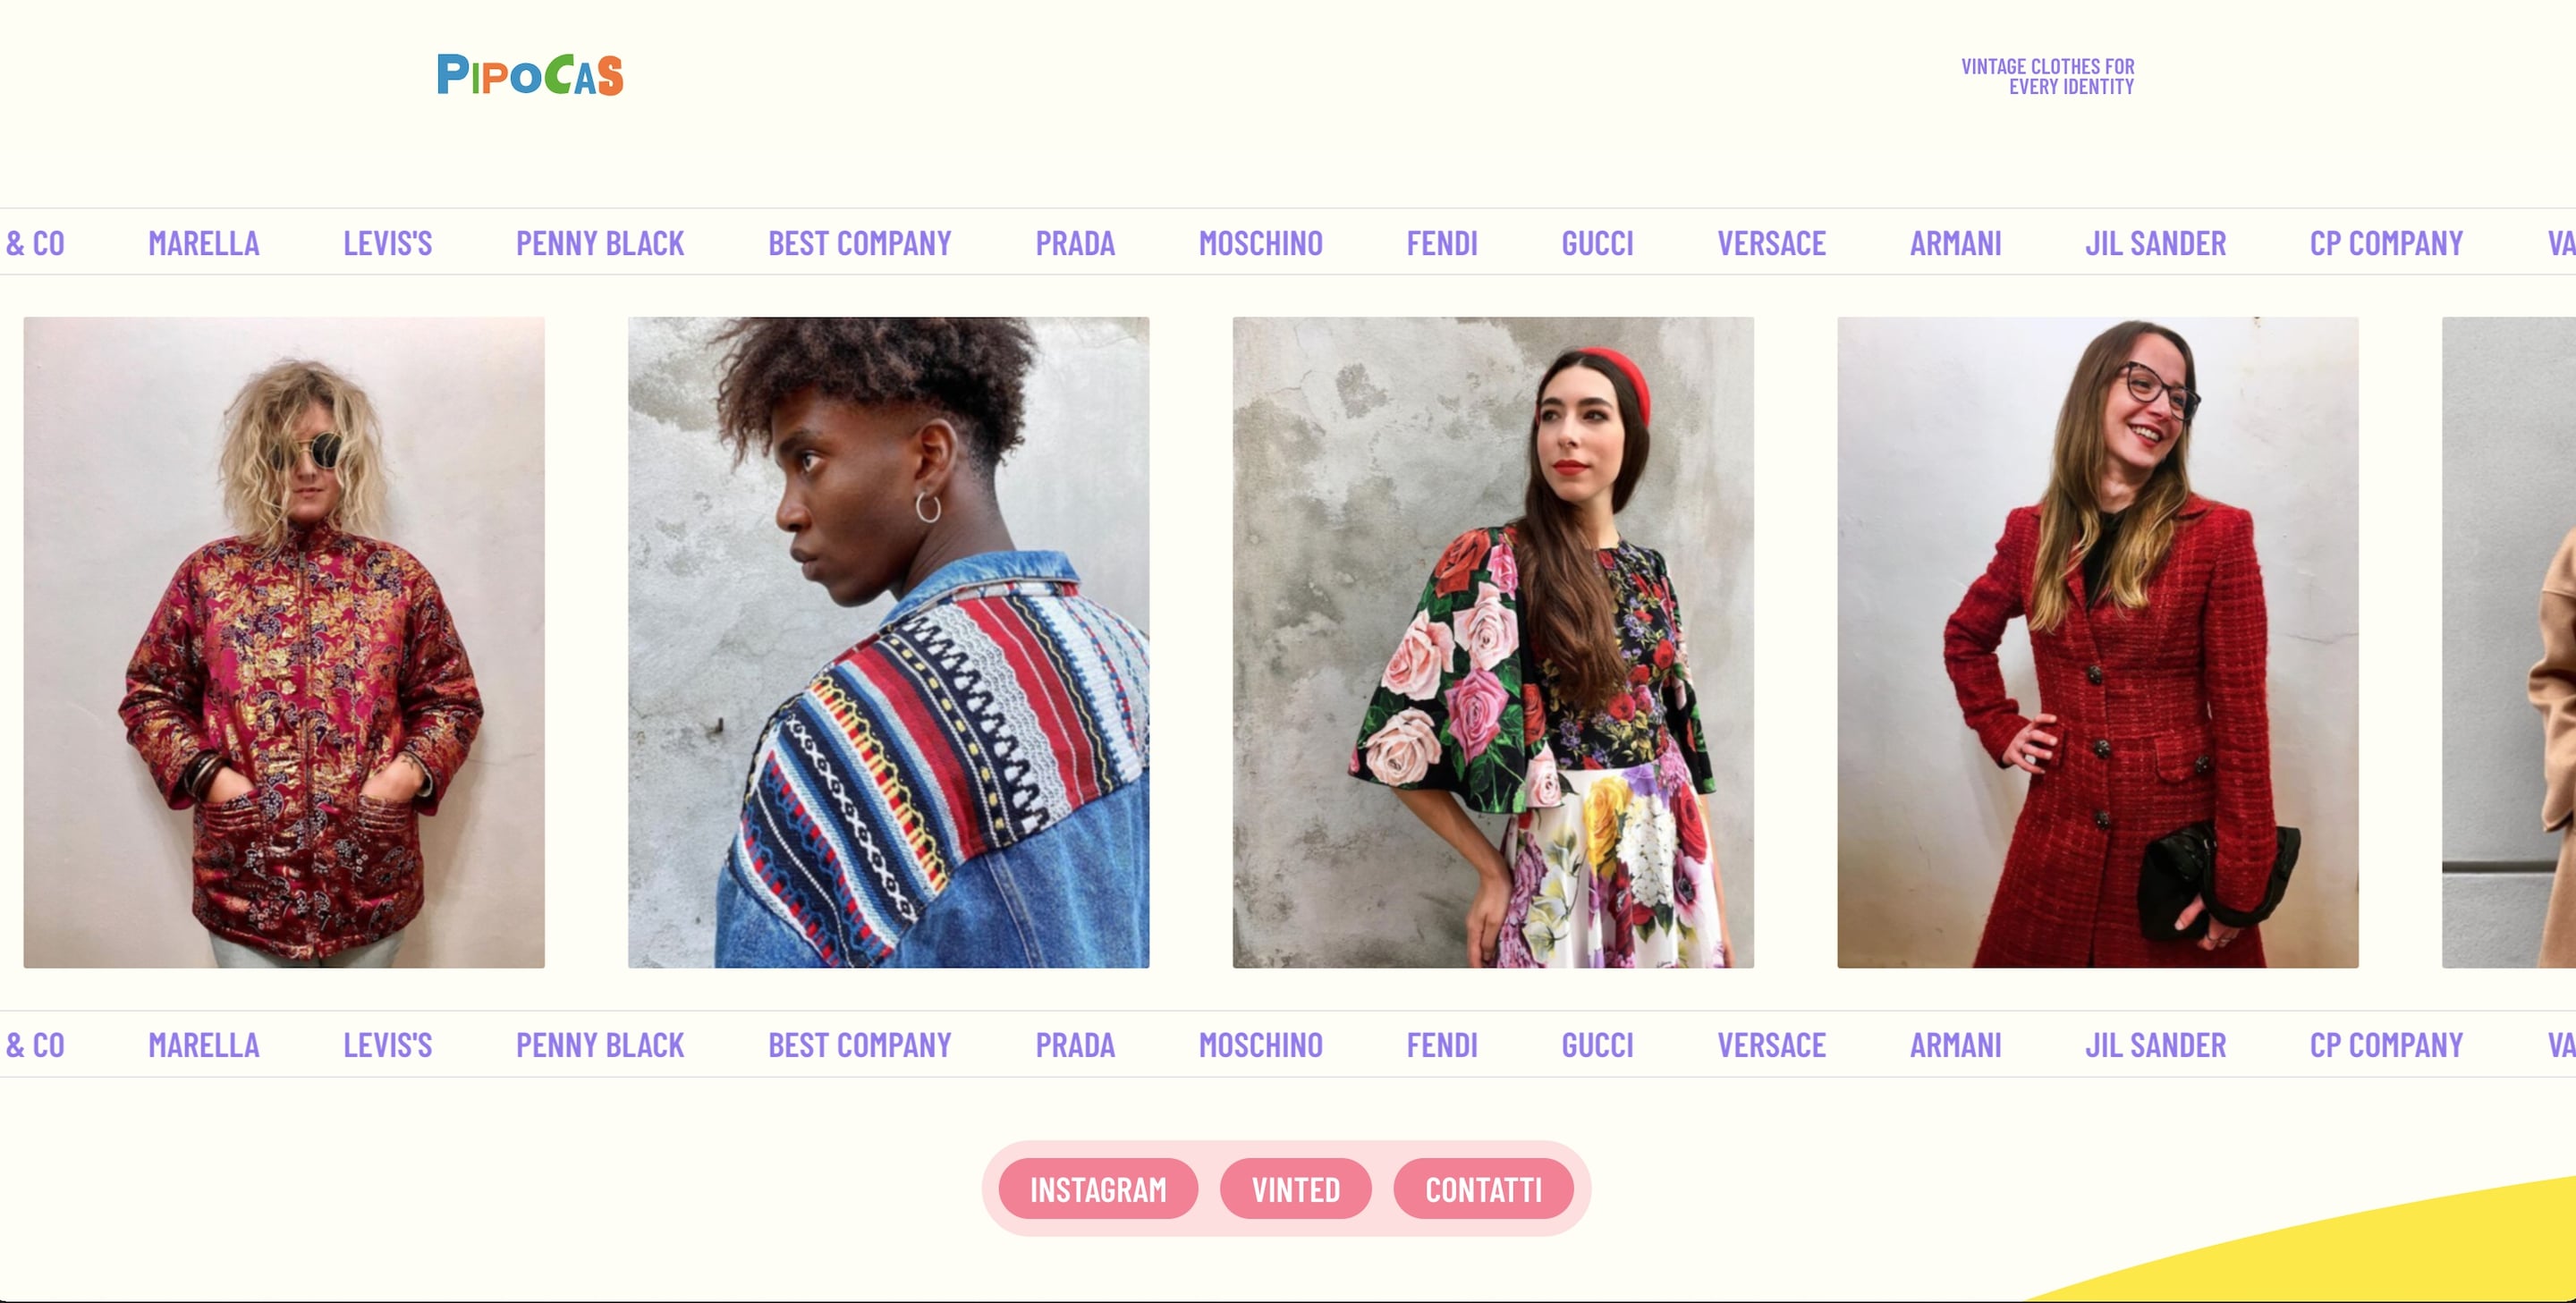 PIPOCAS
VINTAGE CLOTHES FOR
EVERY IDENTITY
& CO MARELLA LEVIS'S PENNY BLACK BEST COMPANY PRADA MOSCHINO FENDI GUCCI VERSACE ARMANI JIL SANDER CP COMPANY VA
& CO MARELLA LEVIS'S PENNY BLACK BEST COMPANY PRADA MOSCHINO FENDI GUCCI VERSACE ARMANI JIL SANDER CP COMPANY VA
INSTAGRAM VINTED CONTATTI